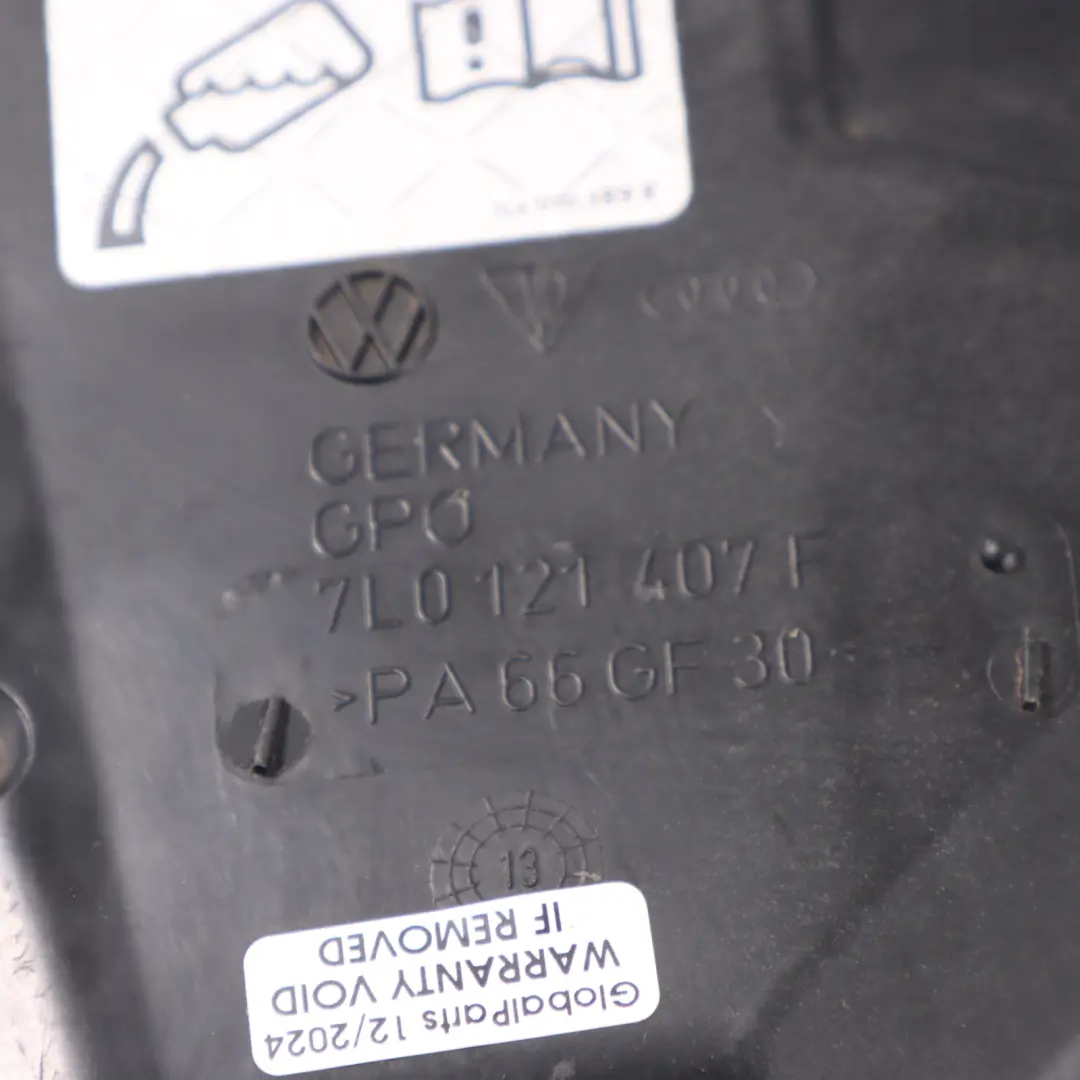 GERMANY
GPO
7L0 121 407 F
>PA 66 GF 30<
13
GlobalParts 12/2024
WARRANTY VOID
IF REMOVED